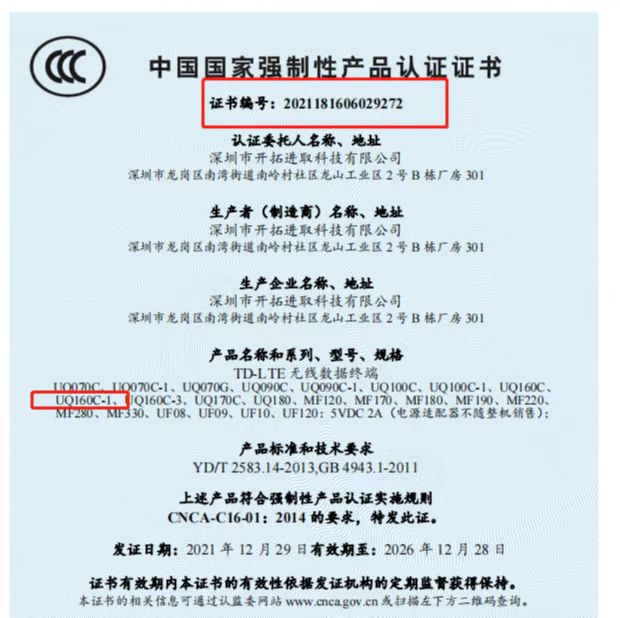 CCC
中国国家强制性产品认证证书
证书编号：2021181606029272
认证委托人名称、地址
深圳市开拓进取科技有限公司
深圳市龙岗区南湾街道南岭村社区龙山工业区 2 号 B 栋厂房 301
生产者（制造商）名称、地址
深圳市开拓进取科技有限公司
深圳市龙岗区南湾街道南岭村社区龙山工业区 2 号 B 栋厂房 301
生产企业名称、地址
深圳市开拓进取科技有限公司
深圳市龙岗区南湾街道南岭村社区龙山工业区 2 号 B 栋厂房 301
产品名称和系列、型号、规格
TD-LTE 无线数据终端
UQ070C、UQ070C-1、UQ070G、UQ090C、UQ090C-1、UQ100C、UQ100C-1、UQ160C、
UQ160C-1、UQ160C-3、UQ170C、UQ180、MF120、MF170、MF180、MF190、MF220、
MF280、MF330、UF08、UF09、UF10、UF120：5VDC 2A（电源适配器不随整机销售）；
产品标准和技术要求
YD/T 2583.14-2013,GB 4943.1-2011
上述产品符合强制性产品认证实施规则
CNCA-C16-01：2014 的要求，特发此证。
发证日期：2021 年 12 月 29 日 有效期至：2026 年 12 月 28 日
证书有效期内本证书的有效性依据发证机构的定期监督获得保持。
本证书的相关信息可通过认监委网站 www.cnca.gov.cn 或扫描左下方二维码查询。